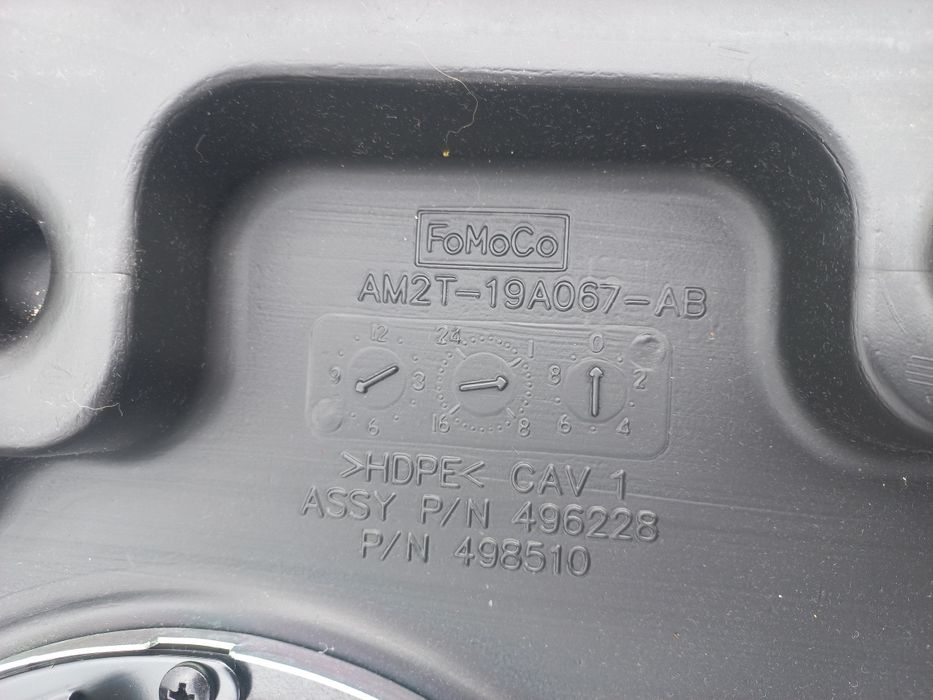 FoMoCo
AM2T-19A067-AB
12 24 1 0
9 3 8 2
6 16 8 6 4
>HDPE< CAV 1
ASSY P/N 496228
P/N 498510